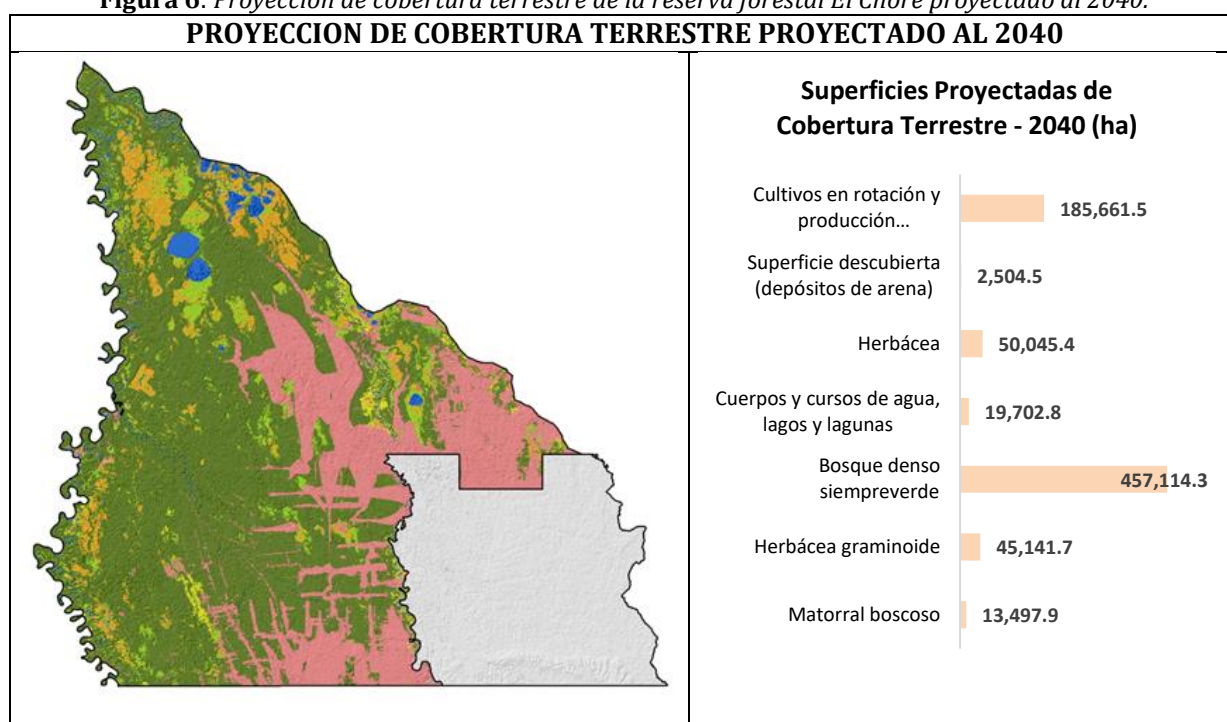 Figura 6. Proyección de cobertura terrestre de la reserva forestal El Choré proyectado al 2040.
PROYECCION DE COBERTURA TERRESTRE PROYECTADO AL 2040
Superficies Proyectadas de
Cobertura Terrestre - 2040 (ha)
Cultivos en rotación y
producción...
185,661.5
Superficie descubierta
(depósitos de arena)
2,504.5
Herbácea
50,045.4
Cuerpos y cursos de agua,
lagos y lagunas
19,702.8
Bosque denso
siempreverde
457,114.3
Herbácea graminoide
45,141.7
Matorral boscoso
13,497.9